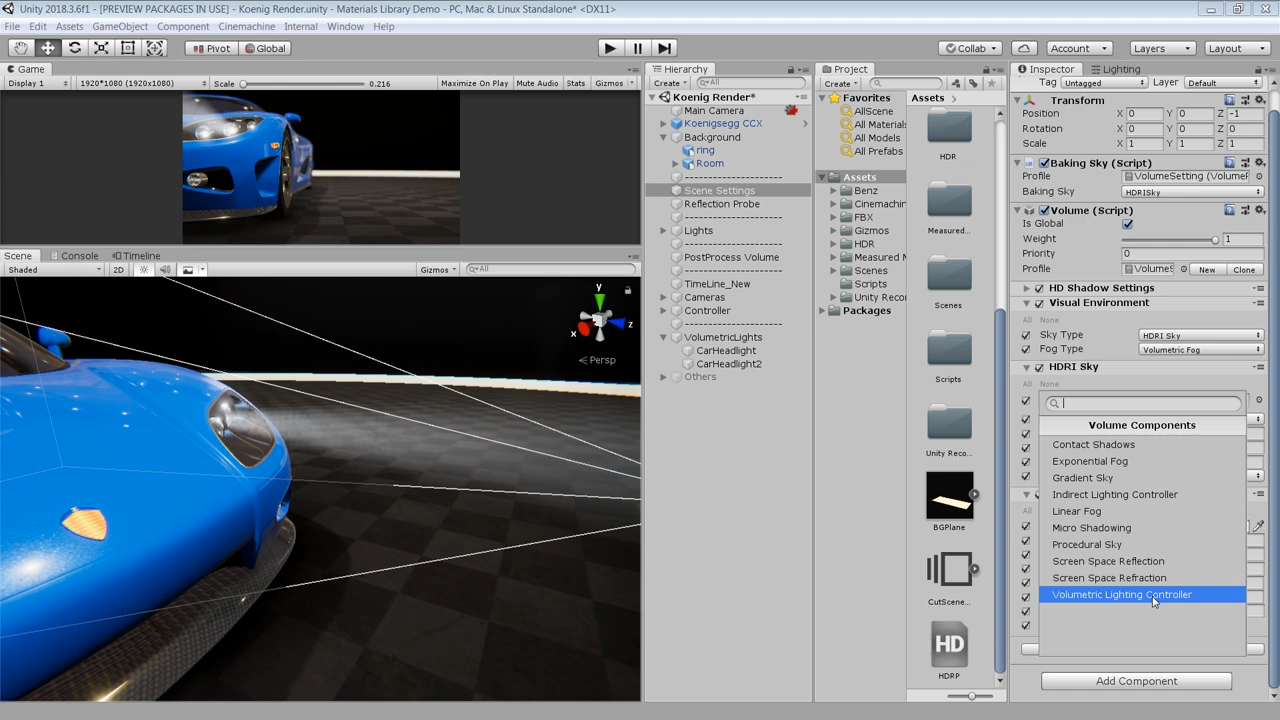 Unity 2018.3.6f1 - [PREVIEW PACKAGES IN USE] - Koenig Render.unity - Materials Library Demo - PC, Mac & Linux Standalone* <DX11>
File Edit Assets GameObject Component Cinemachine Internal Window Help
Pivot Global Collab Account Layers Layout
Game
Display 1 1920*1080 (1920x1080) Scale 0.216 Maximize On Play Mute Audio Stats Gizmos
Scene Console Timeline
Shaded 2D Gizmos All
y
x
z
Persp
Hierarchy
Create All
Koenig Render*
Main Camera
Koenigsegg CCX
Background
ring
Room
--------------------
Scene Settings
Reflection Probe
--------------------
Lights
--------------------
PostProcess Volume
--------------------
TimeLine_New
Cameras
Controller
--------------------
VolumetricLights
CarHeadlight
CarHeadlight2
Others
Project
Create
Favorites
AllScene
All Materials
All Models
All Prefabs
Assets
Benz
Cinemachin
FBX
Gizmos
HDR
Measured M
Scenes
Scripts
Unity Reco
Packages
Assets
HDR
Measured...
Scenes
Scripts
Unity Reco...
BGPlane
CutScene...
HD
HDRP
Inspector Lighting
Tag Untagged Layer Default
Transform
Position X 0 Y 0 Z -1
Rotation X 0 Y 0 Z 0
Scale X 1 Y 1 Z 1
Baking Sky (Script)
Profile VolumeSetting (VolumeP
Baking Sky HDRISky
Volume (Script)
Is Global
Weight 1
Priority 0
Profile VolumeS New Clone
HD Shadow Settings
Visual Environment
All None
Sky Type HDRI Sky
Fog Type Volumetric Fog
HDRI Sky
All None
Volume Components
Contact Shadows
Exponential Fog
Gradient Sky
Indirect Lighting Controller
Linear Fog
Micro Shadowing
Procedural Sky
Screen Space Reflection
Screen Space Refraction
Volumetric Lighting Controller
All
Add Component